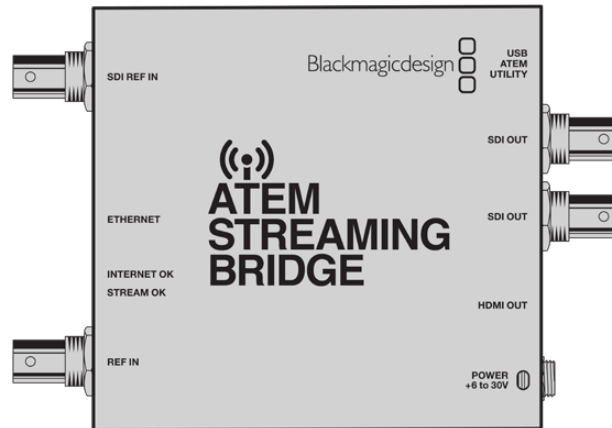 Blackmagicdesign
USB
ATEM
UTILITY
SDI REF IN
SDI OUT
ATEM
STREAMING
BRIDGE
SDI OUT
ETHERNET
INTERNET OK
STREAM OK
HDMI OUT
REF IN
POWER
+6 to 30V